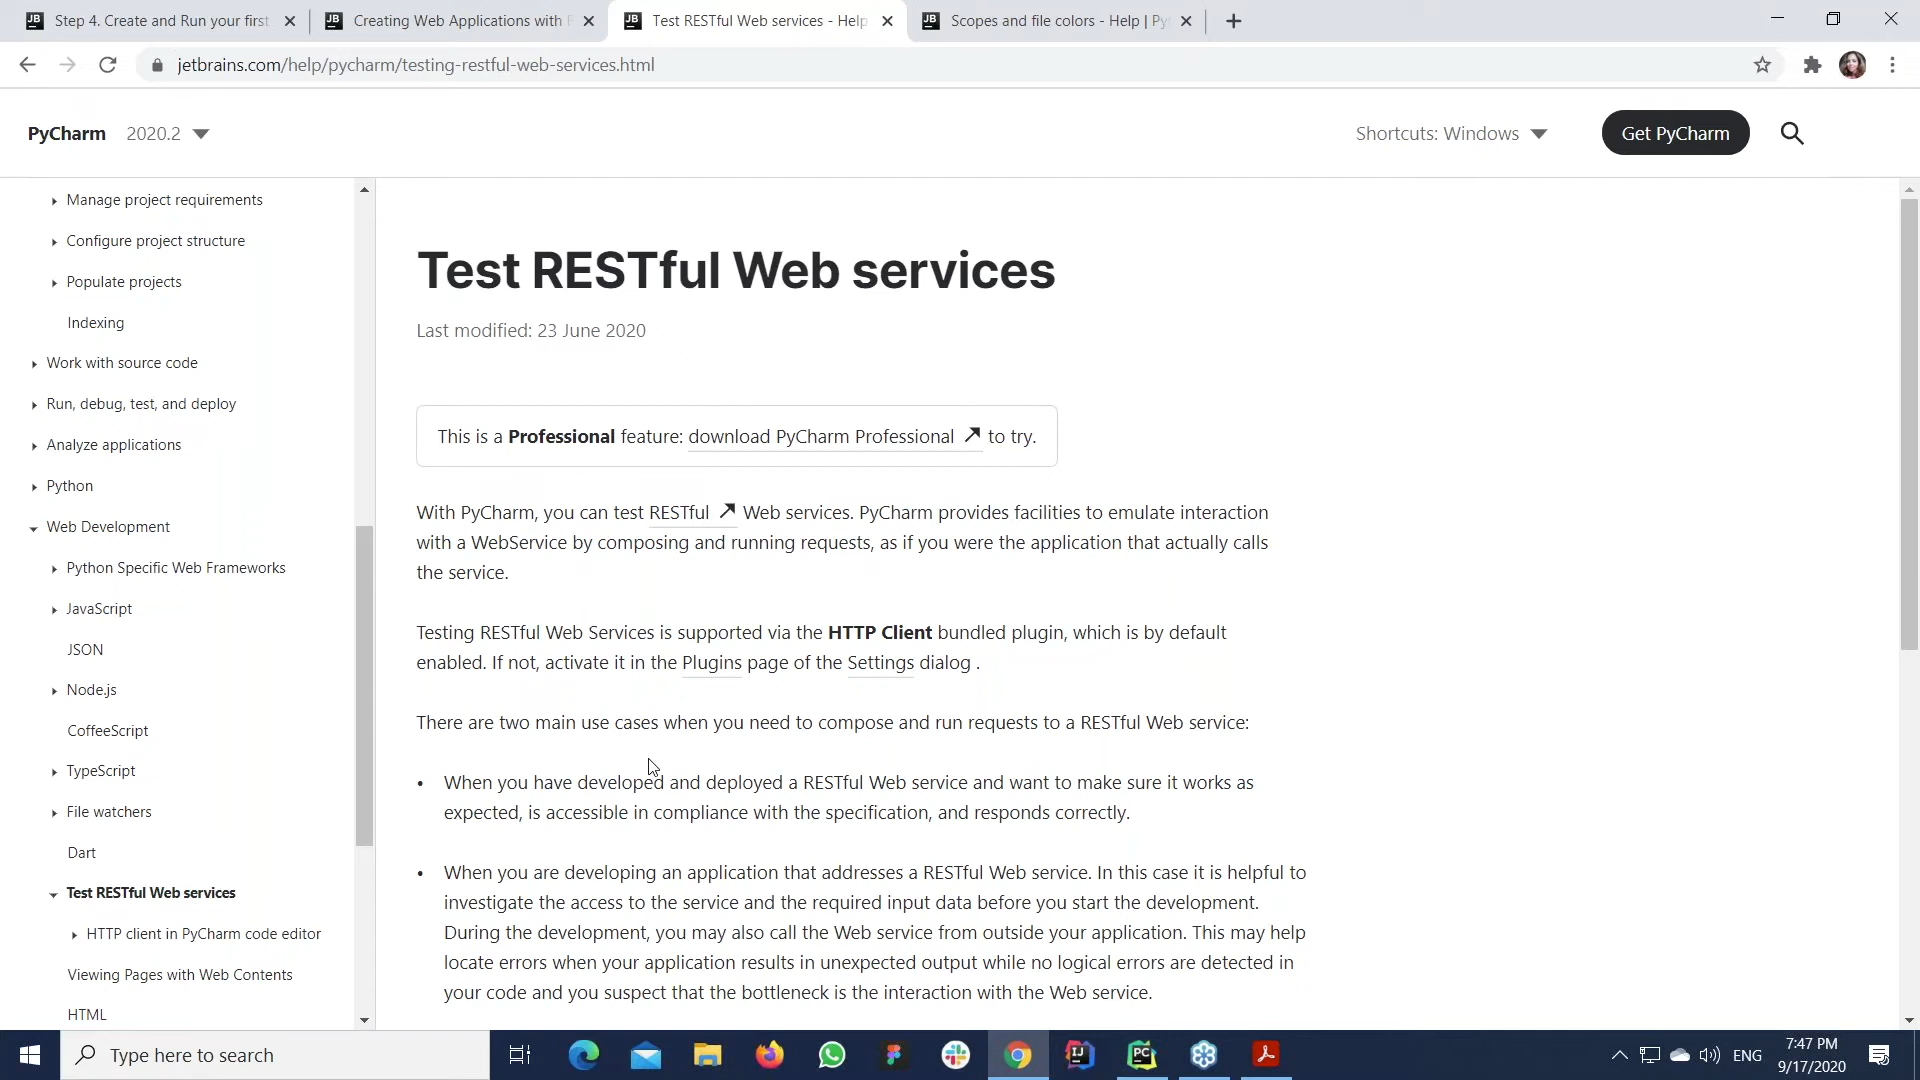 Step 4. Create and Run your first
Creating Web Applications with
Test RESTful Web services - Help
Scopes and file colors - Help | Py
jetbrains.com/help/pycharm/testing-restful-web-services.html
PyCharm 2020.2
Shortcuts: Windows
Get PyCharm
Manage project requirements
Configure project structure
Populate projects
Indexing
Work with source code
Run, debug, test, and deploy
Analyze applications
Python
Web Development
Python Specific Web Frameworks
JavaScript
JSON
Node.js
CoffeeScript
TypeScript
File watchers
Dart
Test RESTful Web services
HTTP client in PyCharm code editor
Viewing Pages with Web Contents
HTML
Test RESTful Web services
Last modified: 23 June 2020
This is a Professional feature: download PyCharm Professional to try.
With PyCharm, you can test RESTful Web services. PyCharm provides facilities to emulate interaction
with a WebService by composing and running requests, as if you were the application that actually calls
the service.
Testing RESTful Web Services is supported via the HTTP Client bundled plugin, which is by default
enabled. If not, activate it in the Plugins page of the Settings dialog .
There are two main use cases when you need to compose and run requests to a RESTful Web service:
• When you have developed and deployed a RESTful Web service and want to make sure it works as
expected, is accessible in compliance with the specification, and responds correctly.
• When you are developing an application that addresses a RESTful Web service. In this case it is helpful to
investigate the access to the service and the required input data before you start the development.
During the development, you may also call the Web service from outside your application. This may help
locate errors when your application results in unexpected output while no logical errors are detected in
your code and you suspect that the bottleneck is the interaction with the Web service.
Type here to search
ENG
7:47 PM
9/17/2020